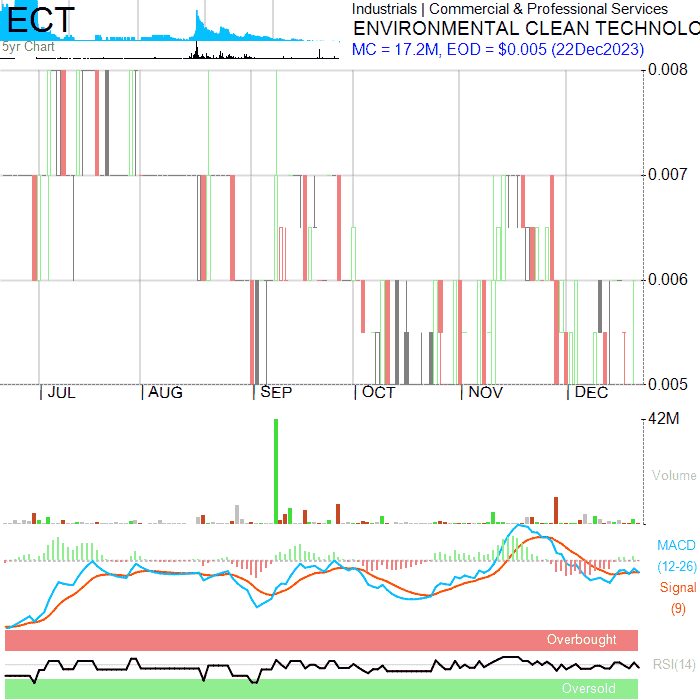 ECT
5yr Chart
Industrials | Commercial & Professional Services
ENVIRONMENTAL CLEAN TECHNOLO
MC = 17.2M, EOD = $0.005 (22Dec2023)
0.008
0.007
0.006
0.005
| JUL | AUG | SEP | OCT | NOV | DEC
42M
Volume
MACD
(12-26)
Signal
(9)
Overbought
RSI(14)
Oversold